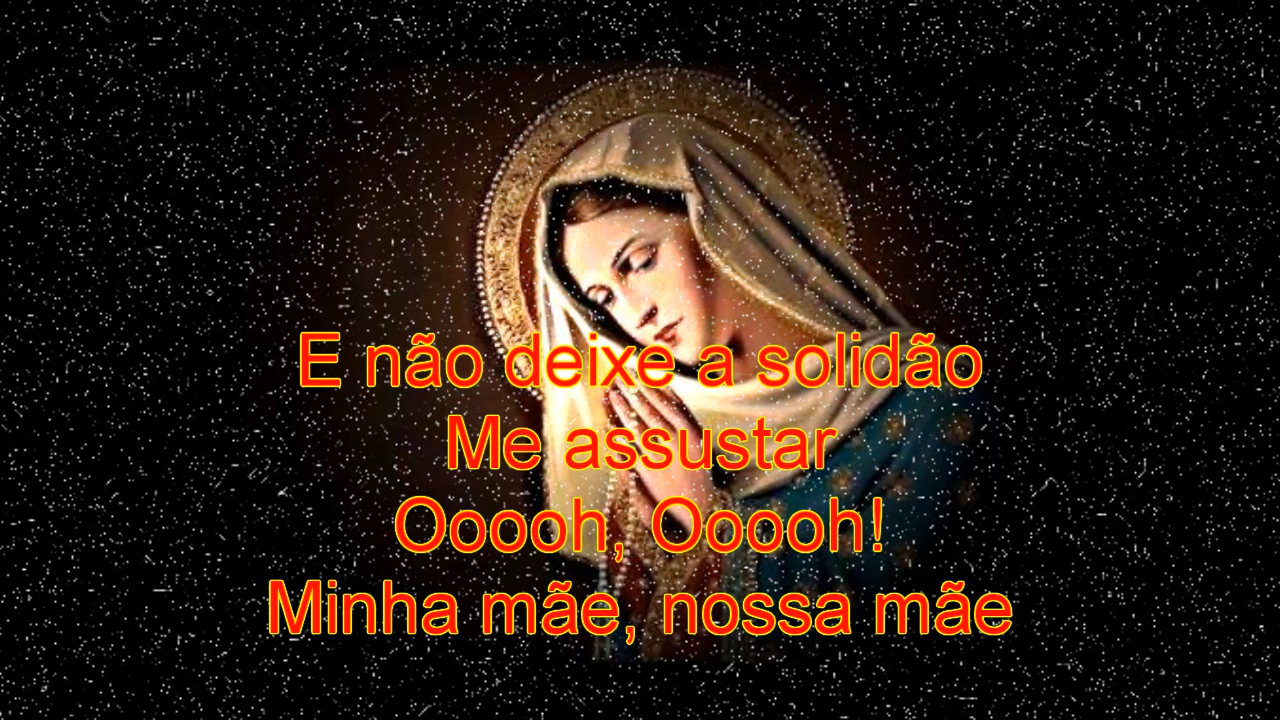 E não deixe a solidão
Me assustar
Ooooh, Ooooh!
Minha mãe, nossa mãe